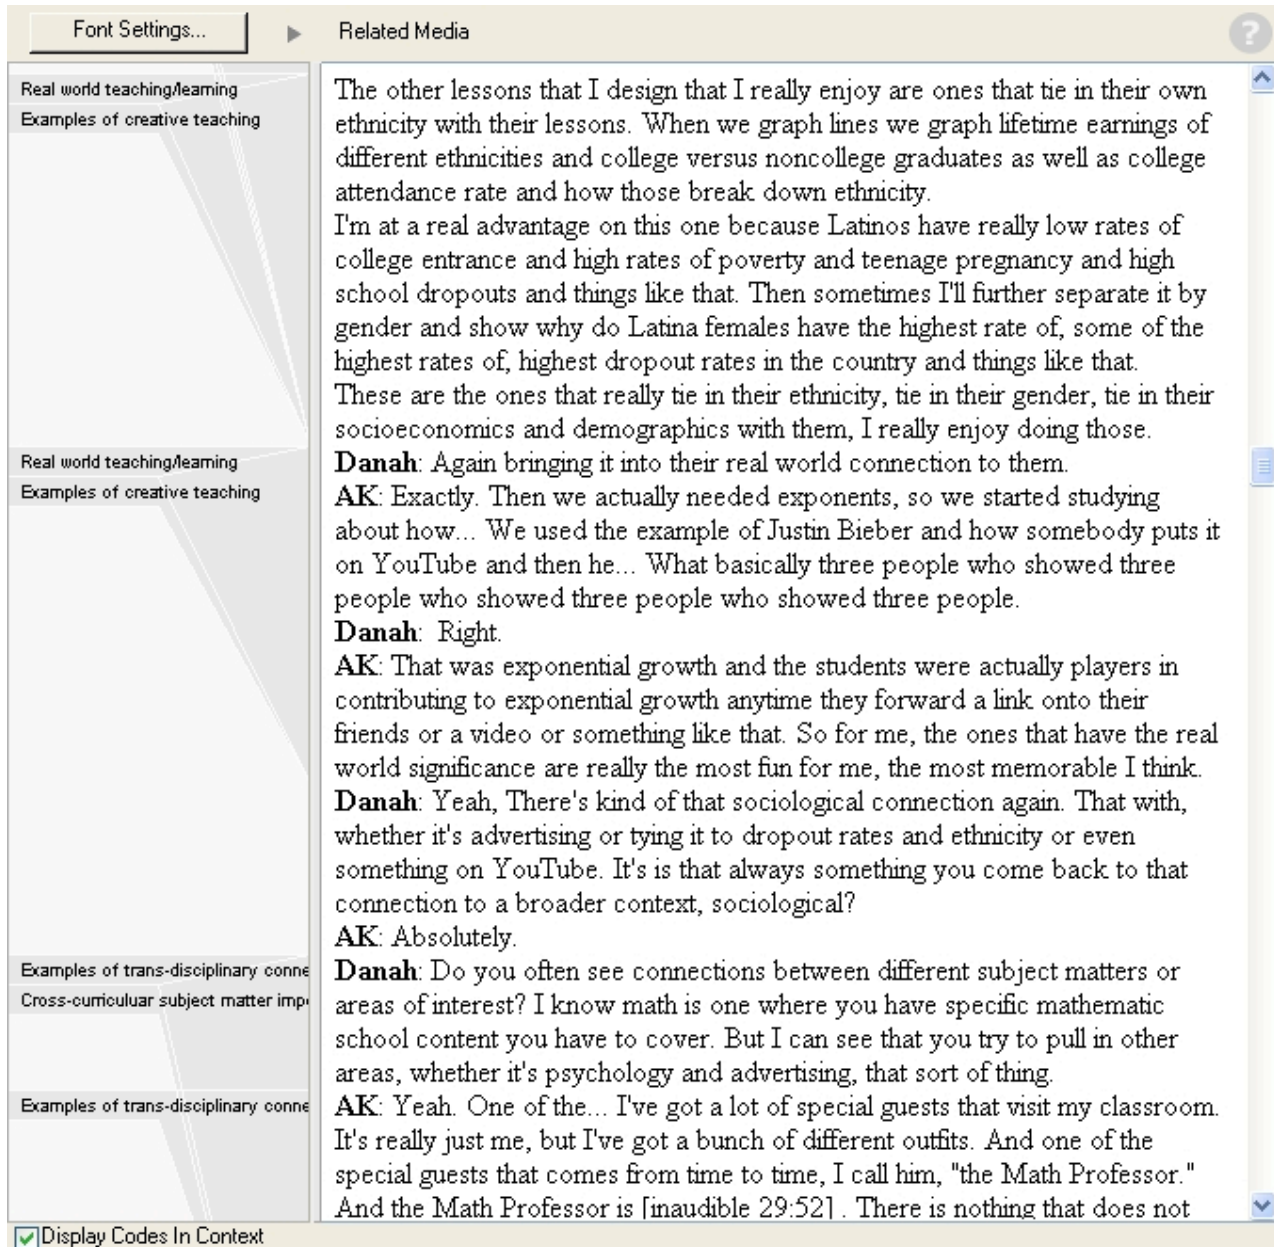 Font Settings...
Related Media
Real world teaching/learning
Examples of creative teaching
Real world teaching/learning
Examples of creative teaching
Examples of trans-disciplinary conne
Cross-curriculuar subject matter imp
Examples of trans-disciplinary conne
The other lessons that I design that I really enjoy are ones that tie in their own
ethnicity with their lessons. When we graph lines we graph lifetime earnings of
different ethnicities and college versus noncollege graduates as well as college
attendance rate and how those break down ethnicity.
I'm at a real advantage on this one because Latinos have really low rates of
college entrance and high rates of poverty and teenage pregnancy and high
school dropouts and things like that. Then sometimes I'll further separate it by
gender and show why do Latina females have the highest rate of, some of the
highest rates of, highest dropout rates in the country and things like that.
These are the ones that really tie in their ethnicity, tie in their gender, tie in their
socioeconomics and demographics with them, I really enjoy doing those.
Danah: Again bringing it into their real world connection to them.
AK: Exactly. Then we actually needed exponents, so we started studying
about how... We used the example of Justin Bieber and how somebody puts it
on YouTube and then he... What basically three people who showed three
people who showed three people who showed three people.
Danah: Right.
AK: That was exponential growth and the students were actually players in
contributing to exponential growth anytime they forward a link onto their
friends or a video or something like that. So for me, the ones that have the real
world significance are really the most fun for me, the most memorable I think.
Danah: Yeah, There's kind of that sociological connection again. That with,
whether it's advertising or tying it to dropout rates and ethnicity or even
something on YouTube. It's is that always something you come back to that
connection to a broader context, sociological?
AK: Absolutely.
Danah: Do you often see connections between different subject matters or
areas of interest? I know math is one where you have specific mathematic
school content you have to cover. But I can see that you try to pull in other
areas, whether it's psychology and advertising, that sort of thing.
AK: Yeah. One of the... I've got a lot of special guests that visit my classroom.
It's really just me, but I've got a bunch of different outfits. And one of the
special guests that comes from time to time, I call him, "the Math Professor."
And the Math Professor is [inaudible 29:52] . There is nothing that does not
Display Codes In Context